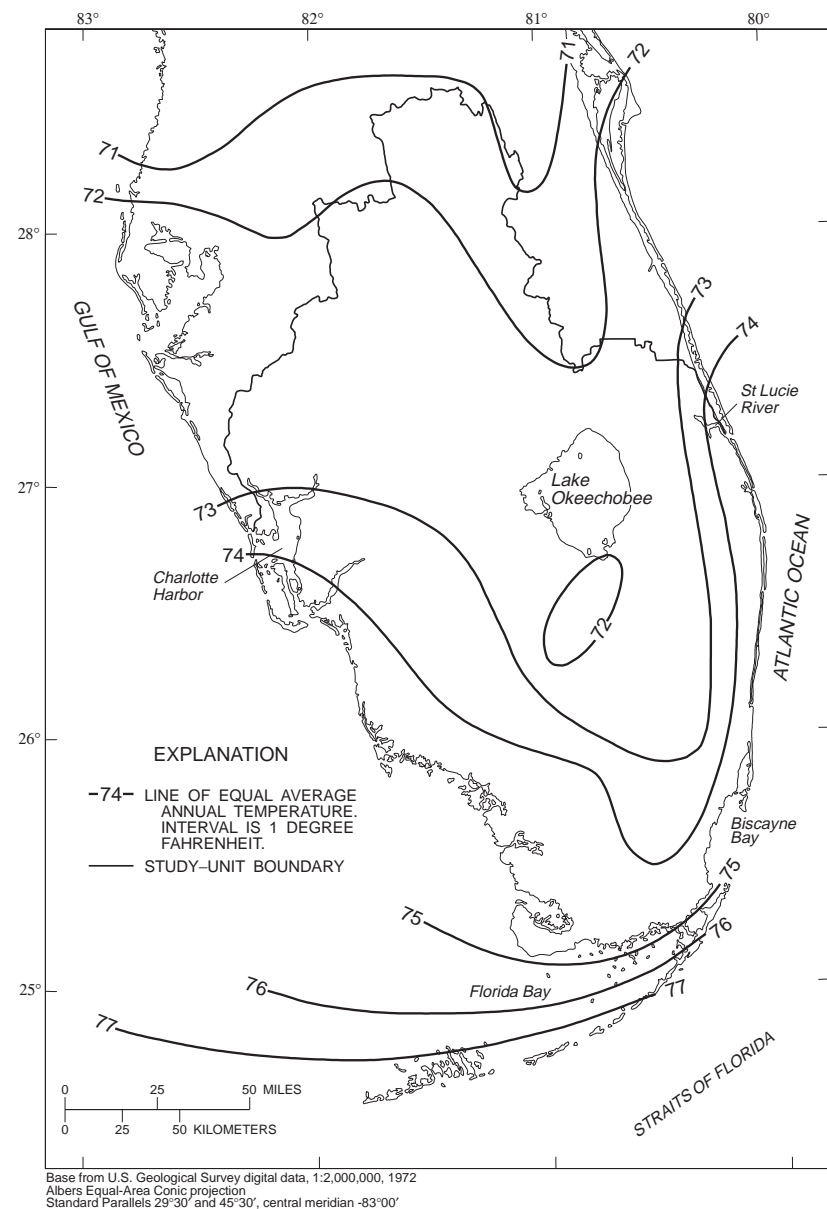 83°
82°
81°
80°
71
72
71
72
28°
73
74
GULF OF MEXICO
St Lucie
River
27°
Lake
Okeechobee
73
74
Charlotte
Harbor
ATLANTIC OCEAN
72
26°
EXPLANATION
74 LINE OF EQUAL AVERAGE
ANNUAL TEMPERATURE.
INTERVAL IS 1 DEGREE
FAHRENHEIT.
STUDY–UNIT BOUNDARY
Biscayne
Bay
75
75
76
25°
76
Florida Bay
77
77
STRAITS OF FLORIDA
0 25 50 MILES
0 25 50 KILOMETERS
Base from U.S. Geological Survey digital data, 1:2,000,000, 1972
Albers Equal-Area Conic projection
Standard Parallels 29°30′ and 45°30′, central meridian -83°00′